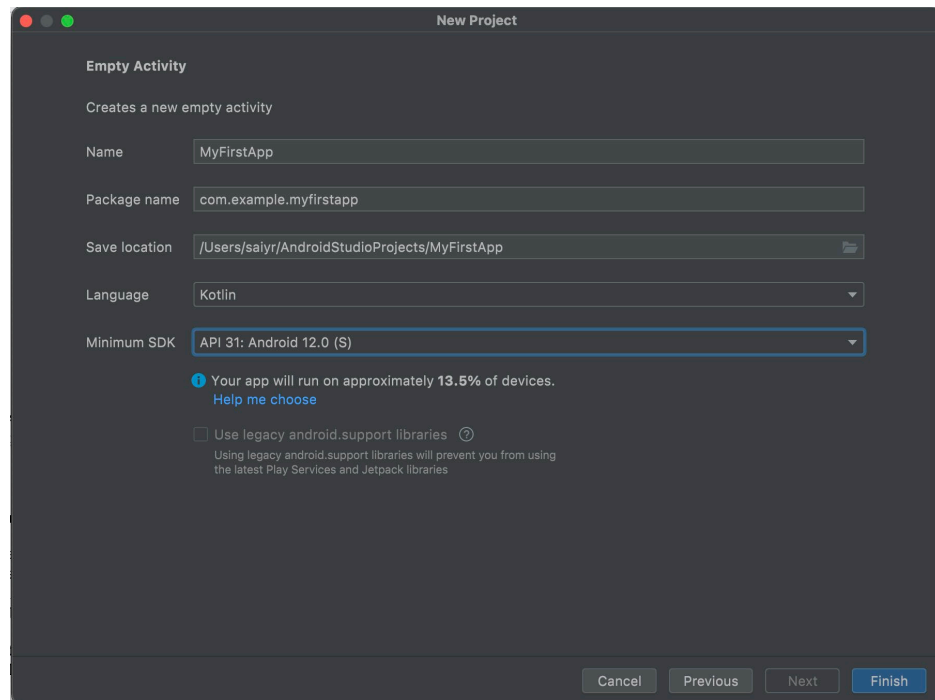 New Project
Empty Activity
Creates a new empty activity
Name MyFirstApp
Package name com.example.myfirstapp
Save location /Users/saiyr/AndroidStudioProjects/MyFirstApp
Language Kotlin
Minimum SDK API 31: Android 12.0 (S)
Your app will run on approximately 13.5% of devices.
Help me choose
Use legacy android.support libraries
Using legacy android.support libraries will prevent you from using
the latest Play Services and Jetpack libraries
Cancel Previous Next Finish